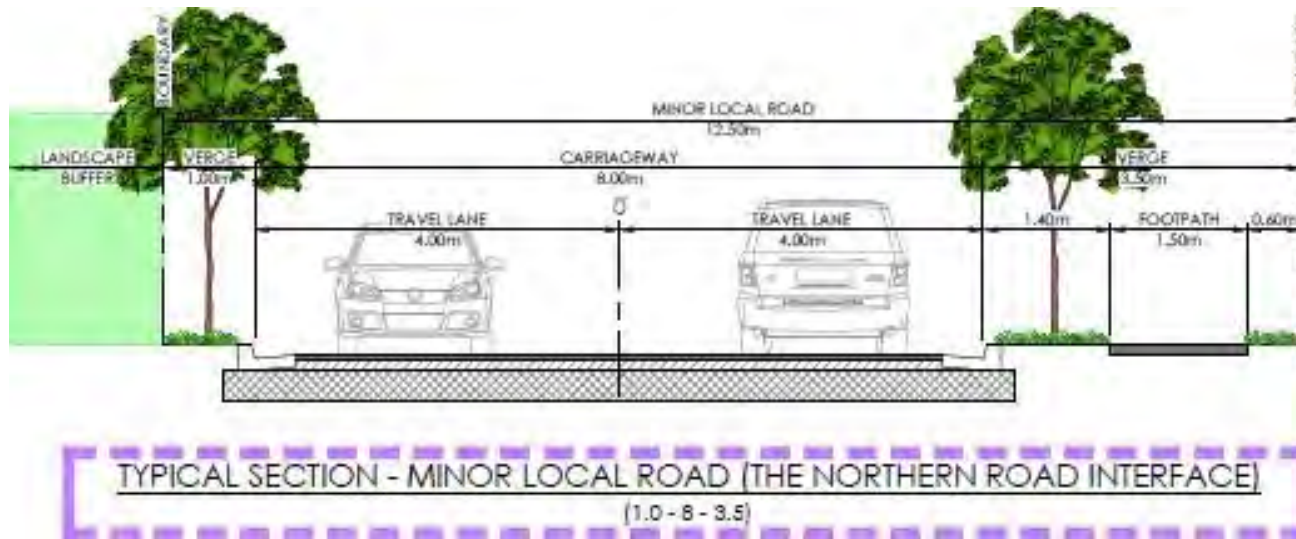 BOUNDARY
MINOR LOCAL ROAD
12.50m
LANDSCAPE
BUFFER
VERGE
1.00m
CARRIAGEWAY
8.00m
VERGE
3.50m
TRAVEL LANE
4.00m
TRAVEL LANE
4.00m
1.40m
FOOTPATH
1.50m
0.60m
TYPICAL SECTION - MINOR LOCAL ROAD (THE NORTHERN ROAD INTERFACE)
(1.0 - 8 - 3.5)